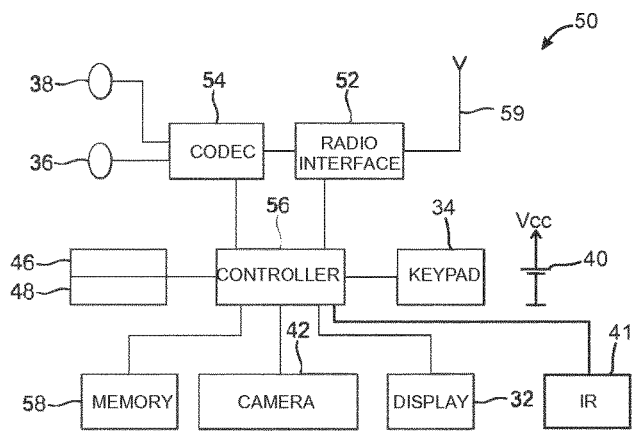 50
38
54
52
59
CODEC
RADIO
INTERFACE
36
56
34
Vcc
46
48
CONTROLLER
KEYPAD
40
42
41
58
MEMORY
CAMERA
DISPLAY
32
IR